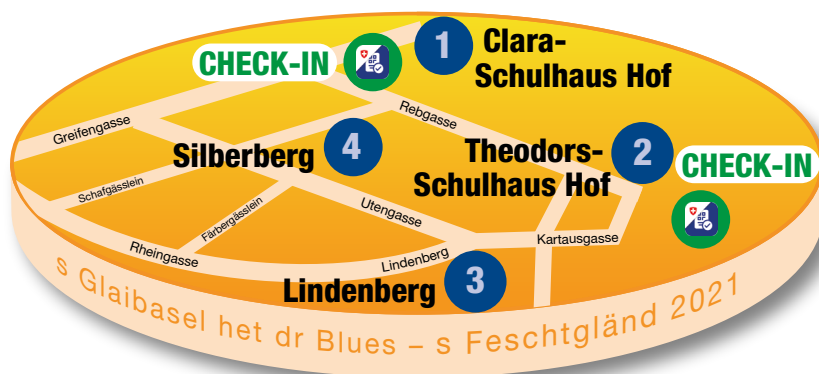 1
Clara-
Schulhaus Hof
CHECK-IN
Greifengasse
Rebgasse
Silberberg
4
Theodors-
Schulhaus Hof
2
CHECK-IN
Schafgässlein
Färbergässlein
Utengasse
Rheingasse
Kartausgasse
Lindenberg
Lindenberg
3
s Glaibasel het dr Blues – s Feschtgländ 2021